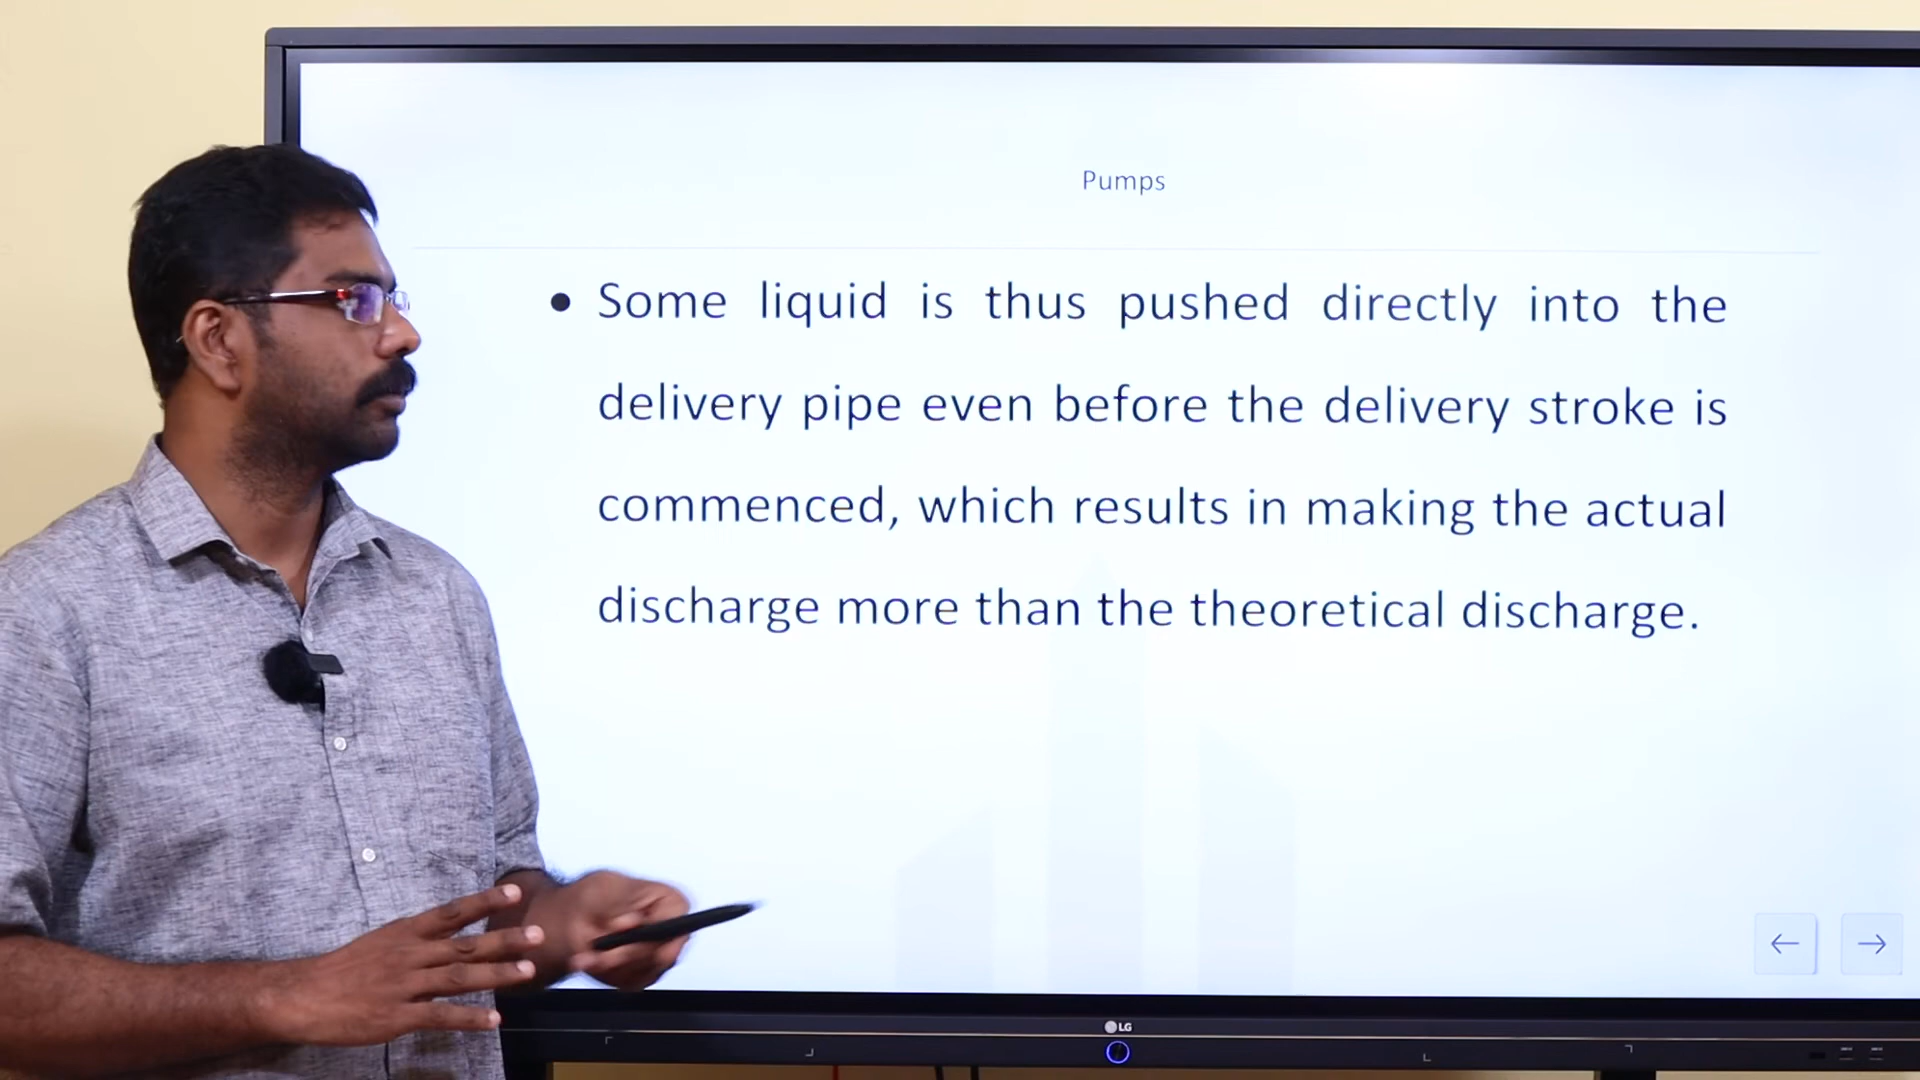 Pumps
• Some liquid is thus pushed directly into the
delivery pipe even before the delivery stroke is
commenced, which results in making the actual
discharge more than the theoretical discharge.
LG